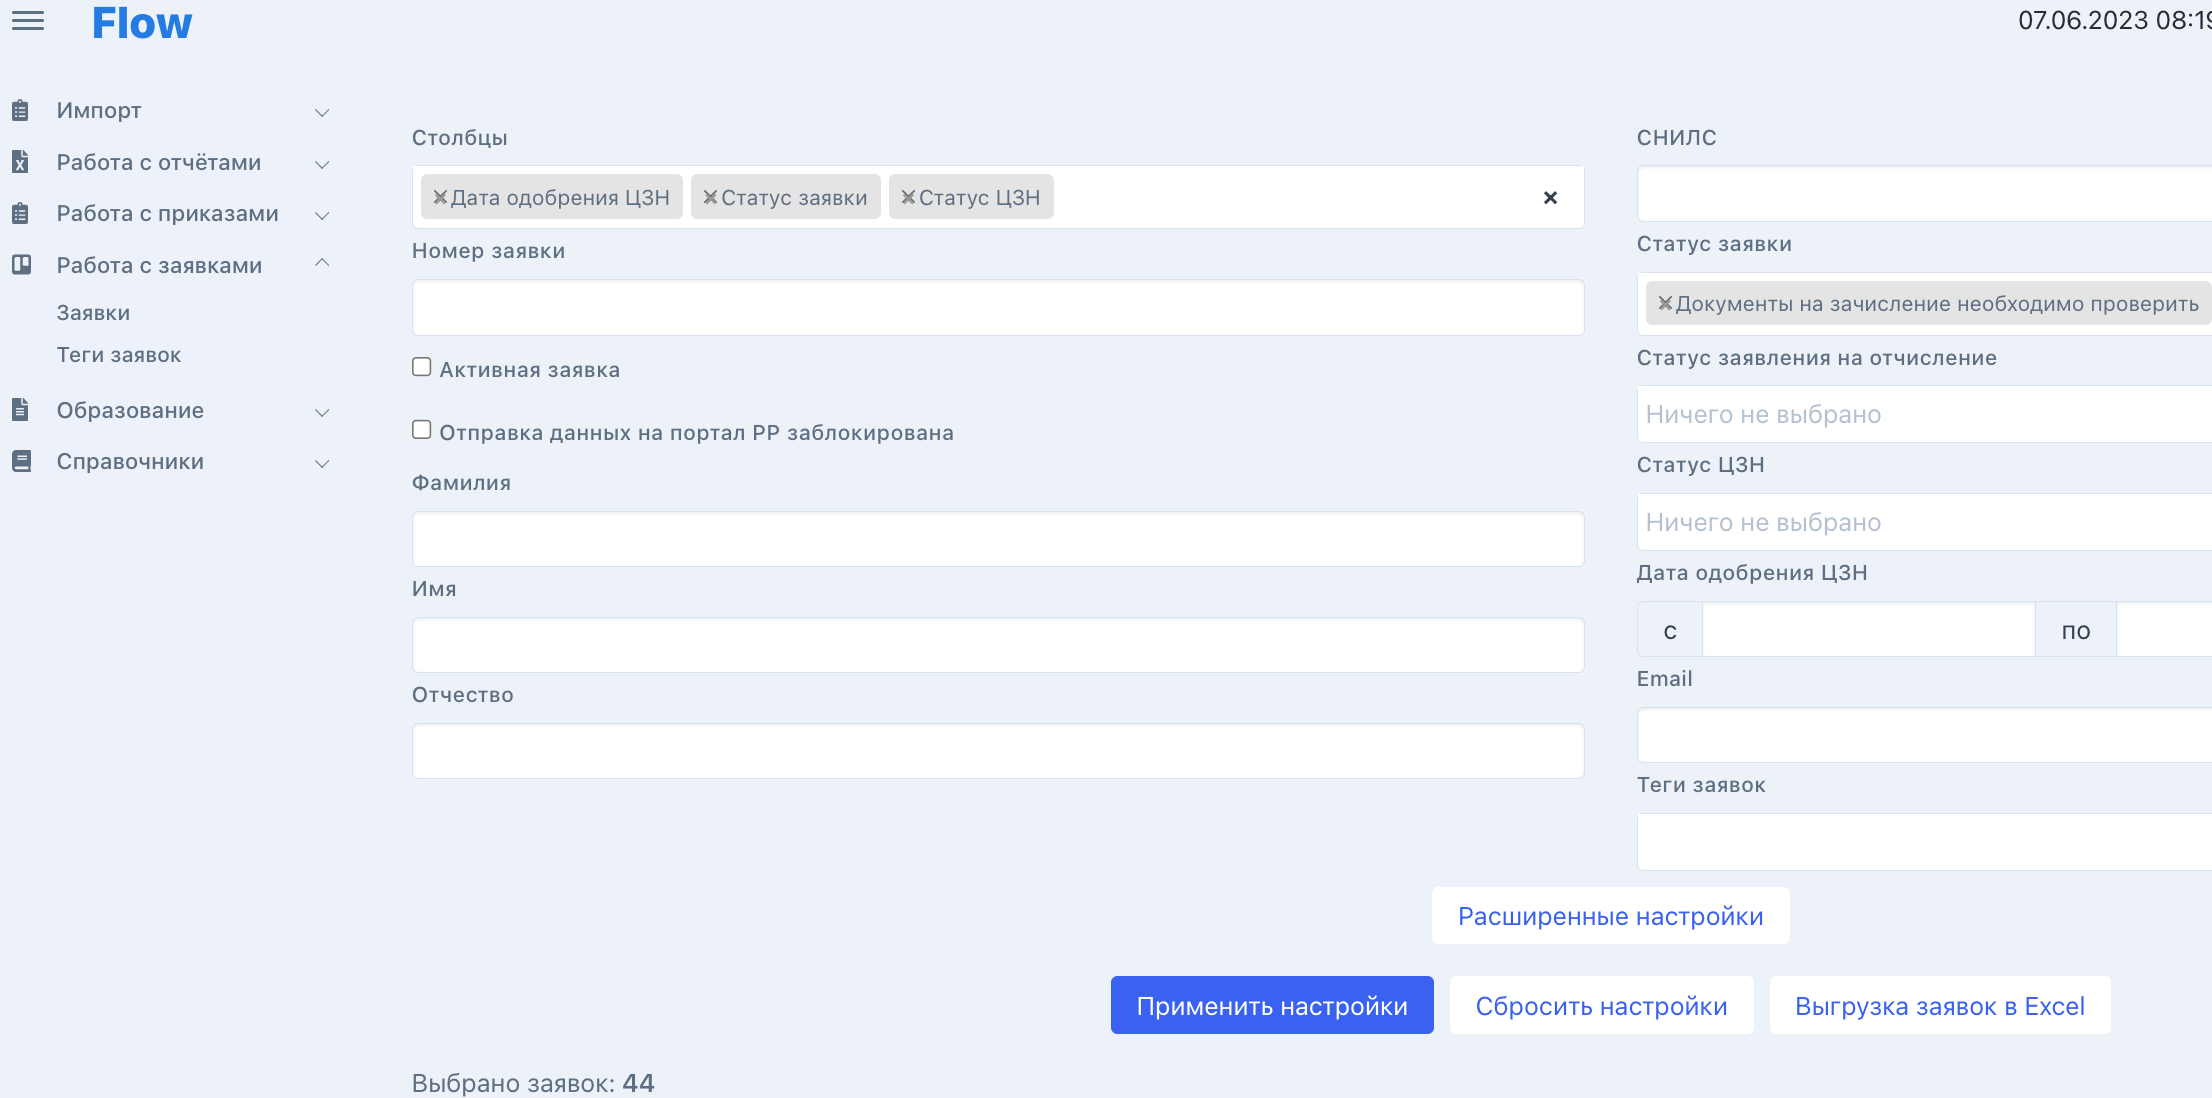 Flow
07.06.2023 08:19
Импорт
Работа с отчётами
Работа с приказами
Работа с заявками
Заявки
Теги заявок
Образование
Справочники
Столбцы
Дата одобрения ЦЗН Статус заявки Статус ЦЗН
Номер заявки
Активная заявка
Отправка данных на портал РР заблокирована
Фамилия
Имя
Отчество
СНИЛС
Статус заявки
Документы на зачисление необходимо проверить
Статус заявления на отчисление
Ничего не выбрано
Статус ЦЗН
Ничего не выбрано
Дата одобрения ЦЗН
с по
Email
Теги заявок
Расширенные настройки
Применить настройки Сбросить настройки Выгрузка заявок в Excel
Выбрано заявок: 44